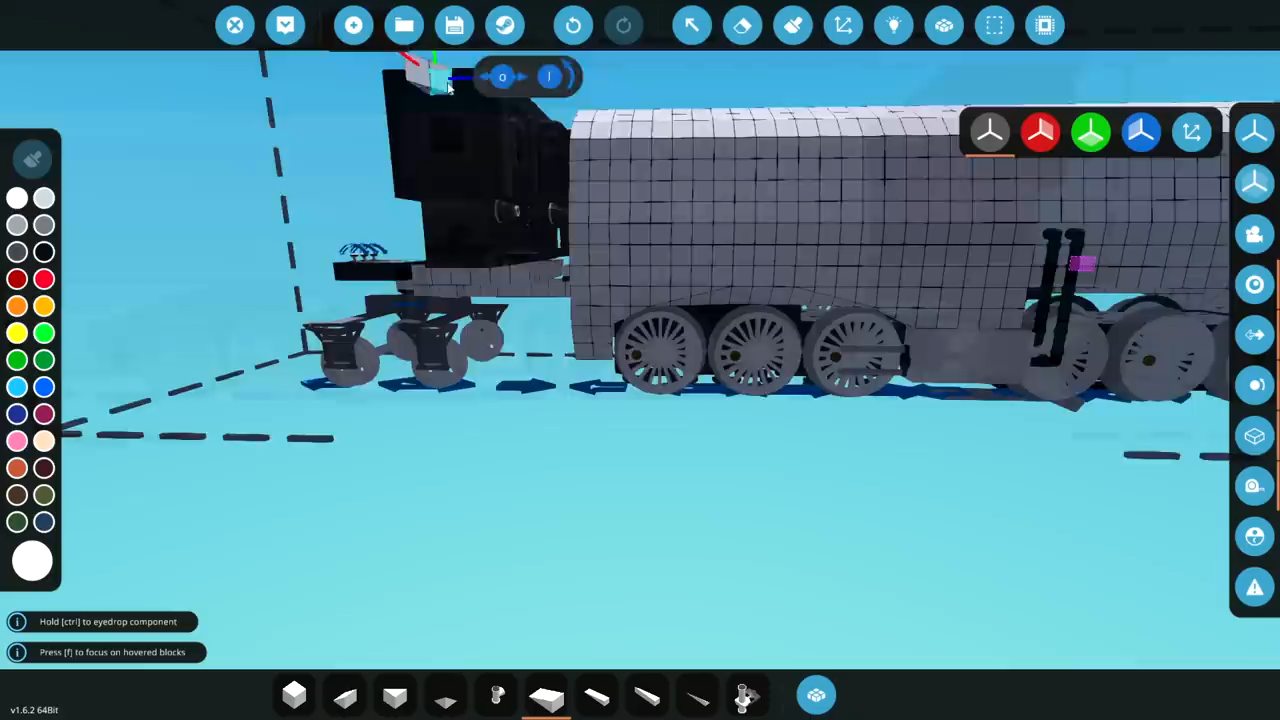 Hold [ctrl] to eyedrop component
Press [f] to focus on hovered blocks
v1.6.2 64Bit